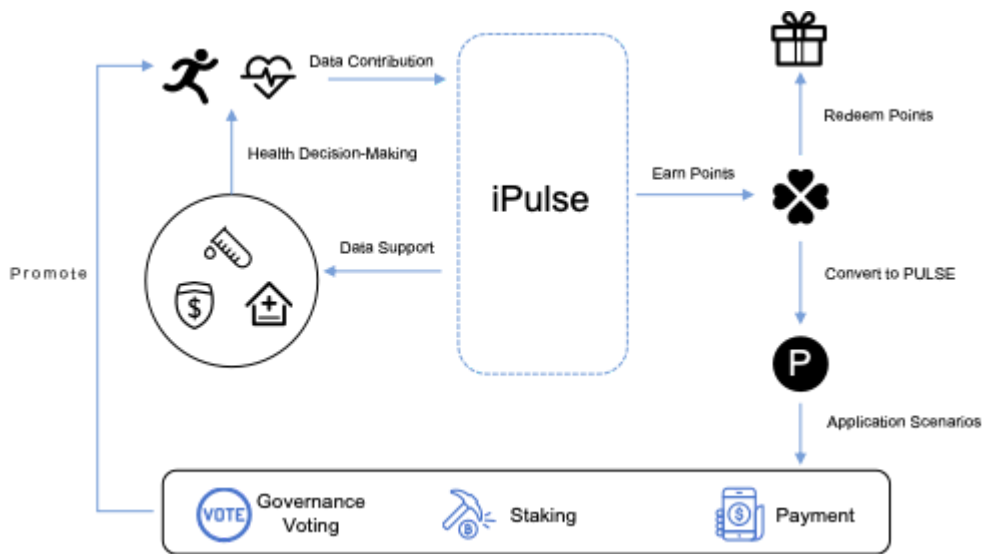 Data Contribution
Redeem Points
Health Decision-Making
iPulse
Earn Points
Data Support
Promote
$
Convert to PULSE
P
Application Scenarios
VOTE
Governance
Voting
B
Staking
$
Payment